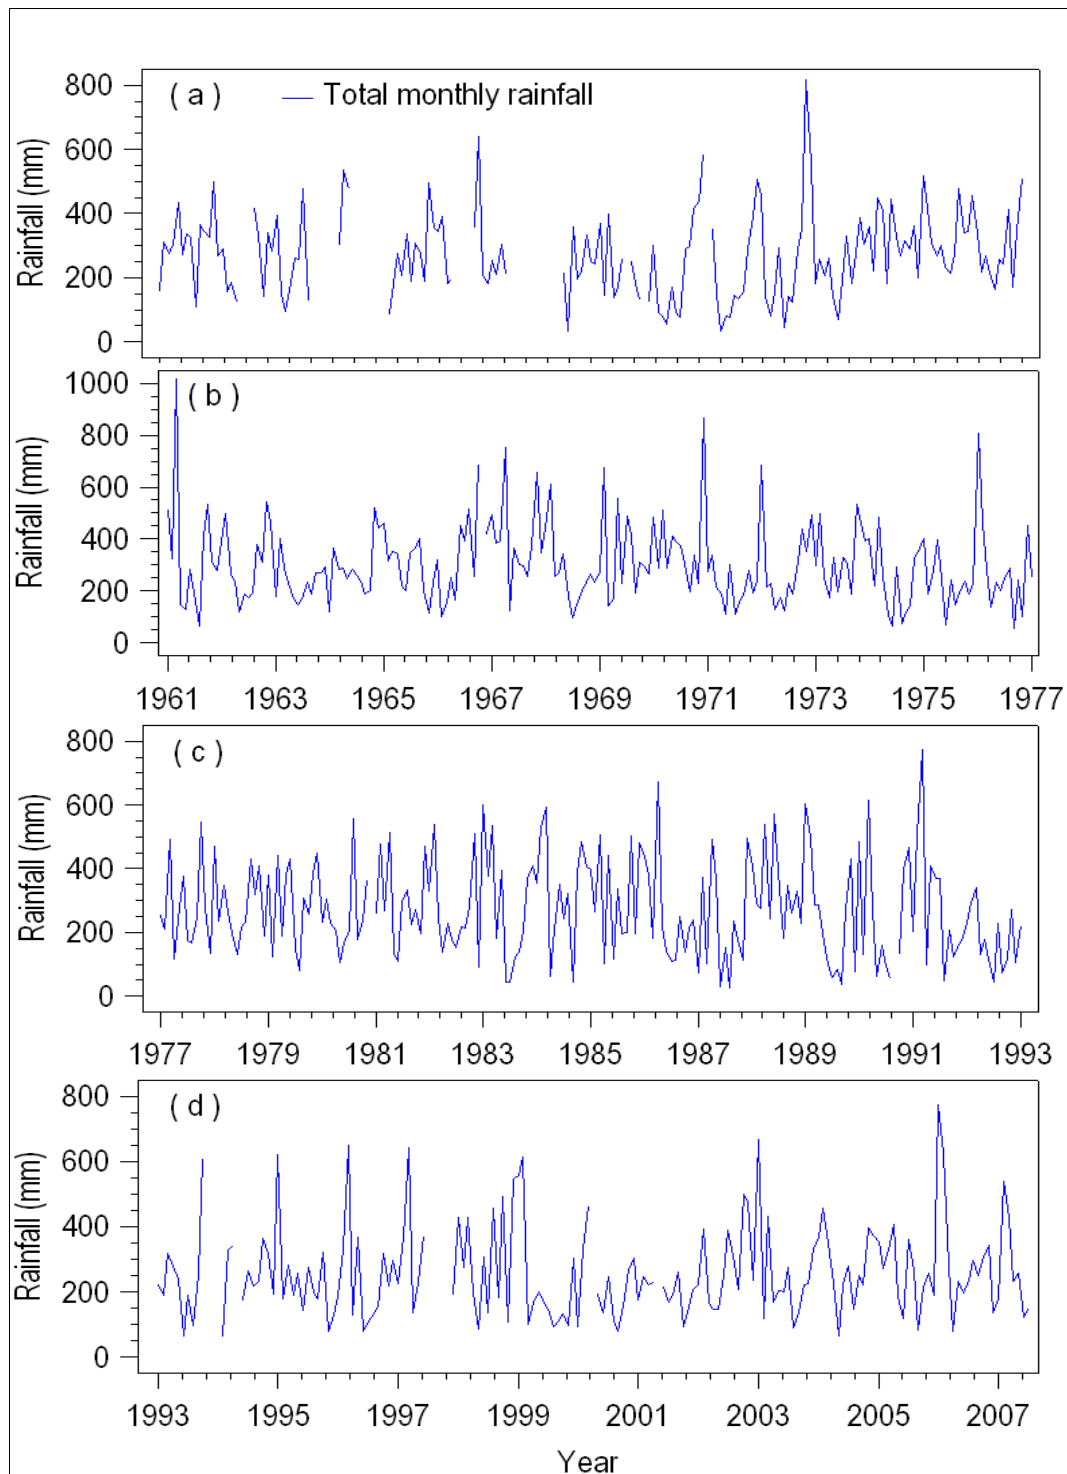 ( a )
Total monthly rainfall
800
600
400
200
0
Rainfall (mm)
( b )
1000
800
600
400
200
0
Rainfall (mm)
1961 1963 1965 1967 1969 1971 1973 1975 1977
( c )
800
600
400
200
0
Rainfall (mm)
1977 1979 1981 1983 1985 1987 1989 1991 1993
( d )
800
600
400
200
0
Rainfall (mm)
1993 1995 1997 1999 2001 2003 2005 2007
Year